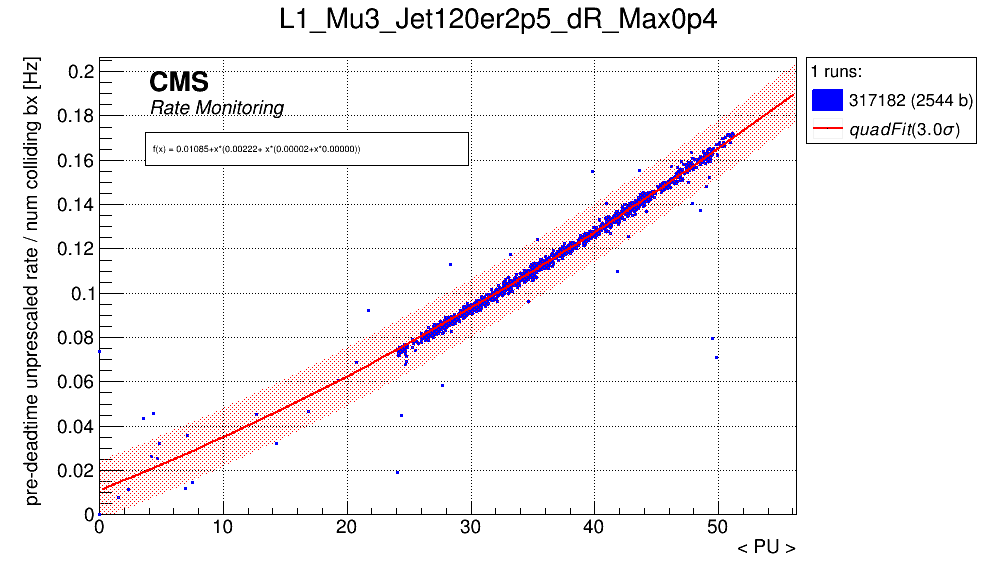 L1_Mu3_Jet120er2p5_dR_Max0p4
pre-deadtime unprescaled rate / num colliding bx [Hz]
CMS
Rate Monitoring
f(x) = 0.01085+x*(0.00222+ x*(0.00002+x*0.00000))
1 runs:
317182 (2544 b)
quadFit(3.0σ)
0.2
0.18
0.16
0.14
0.12
0.1
0.08
0.06
0.04
0.02
0
0 10 20 30 40 50
< PU >